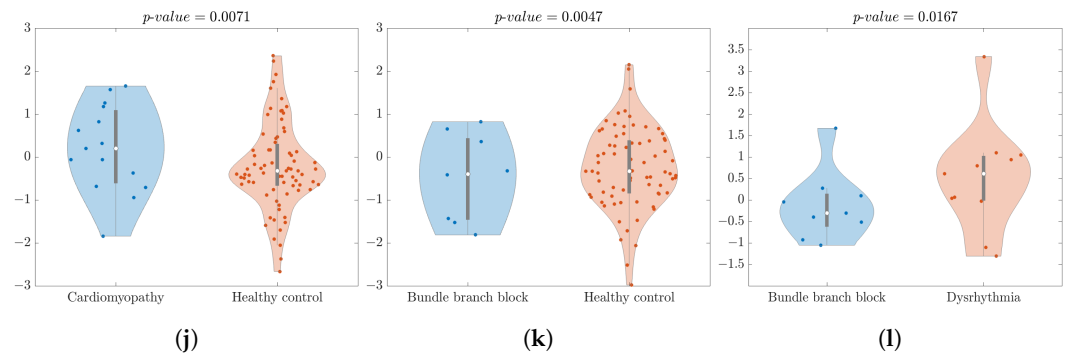 p-value = 0.0071
3
2
1
0
−1
−2
−3
Cardiomyopathy Healthy control
(j)
p-value = 0.0047
3
2
1
0
−1
−2
−3
Bundle branch block Healthy control
(k)
p-value = 0.0167
3.5
3
2.5
2
1.5
1
0.5
0
−0.5
−1
−1.5
Bundle branch block Dysrhythmia
(l)